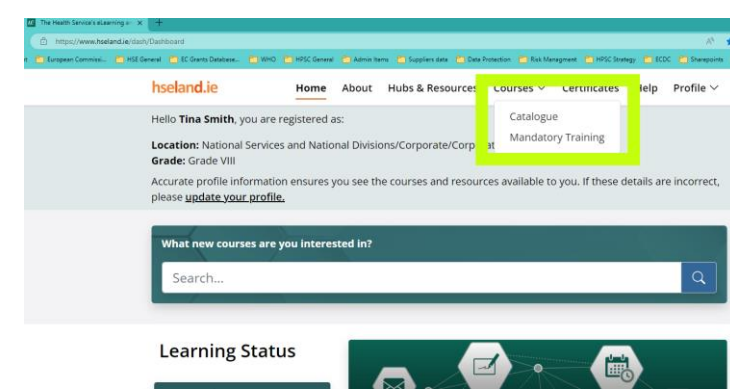 The Health Service's eLearning
https://www.hseland.ie/dash/Dashboard
European Commissi... HSE General EC Grants Database... WHO HPSC General Admin Items Suppliers data Data Protection Risk Managment HPSC Strategy ECDC Sharepoints
hseland.ie Home About Hubs & Resources Courses Certificates Help Profile
Catalogue
Mandatory Training
Hello Tina Smith, you are registered as:
Location: National Services and National Divisions/Corporate/Corporat
Grade: Grade VIII
Accurate profile information ensures you see the courses and resources available to you. If these details are incorrect,
please update your profile.
What new courses are you interested in?
Search...
Learning Status